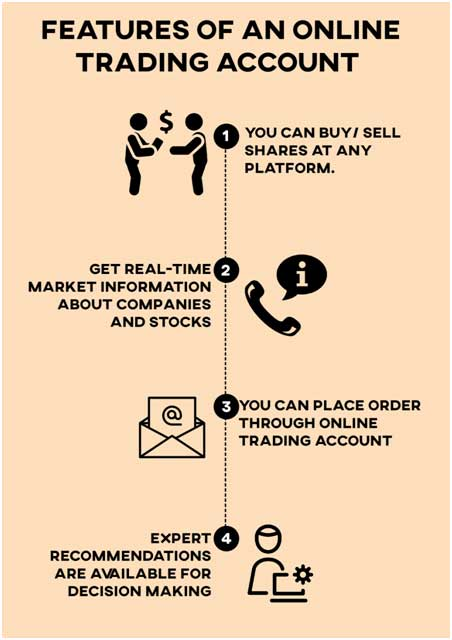 FEATURES OF AN ONLINE
TRADING ACCOUNT
$
1
YOU CAN BUY/ SELL
SHARES AT ANY
PLATFORM.
GET REAL-TIME
MARKET INFORMATION
ABOUT COMPANIES
AND STOCKS
2
i
@
3
YOU CAN PLACE ORDER
THROUGH ONLINE
TRADING ACCOUNT
EXPERT
RECOMMENDATIONS
ARE AVAILABLE FOR
DECISION MAKING
4